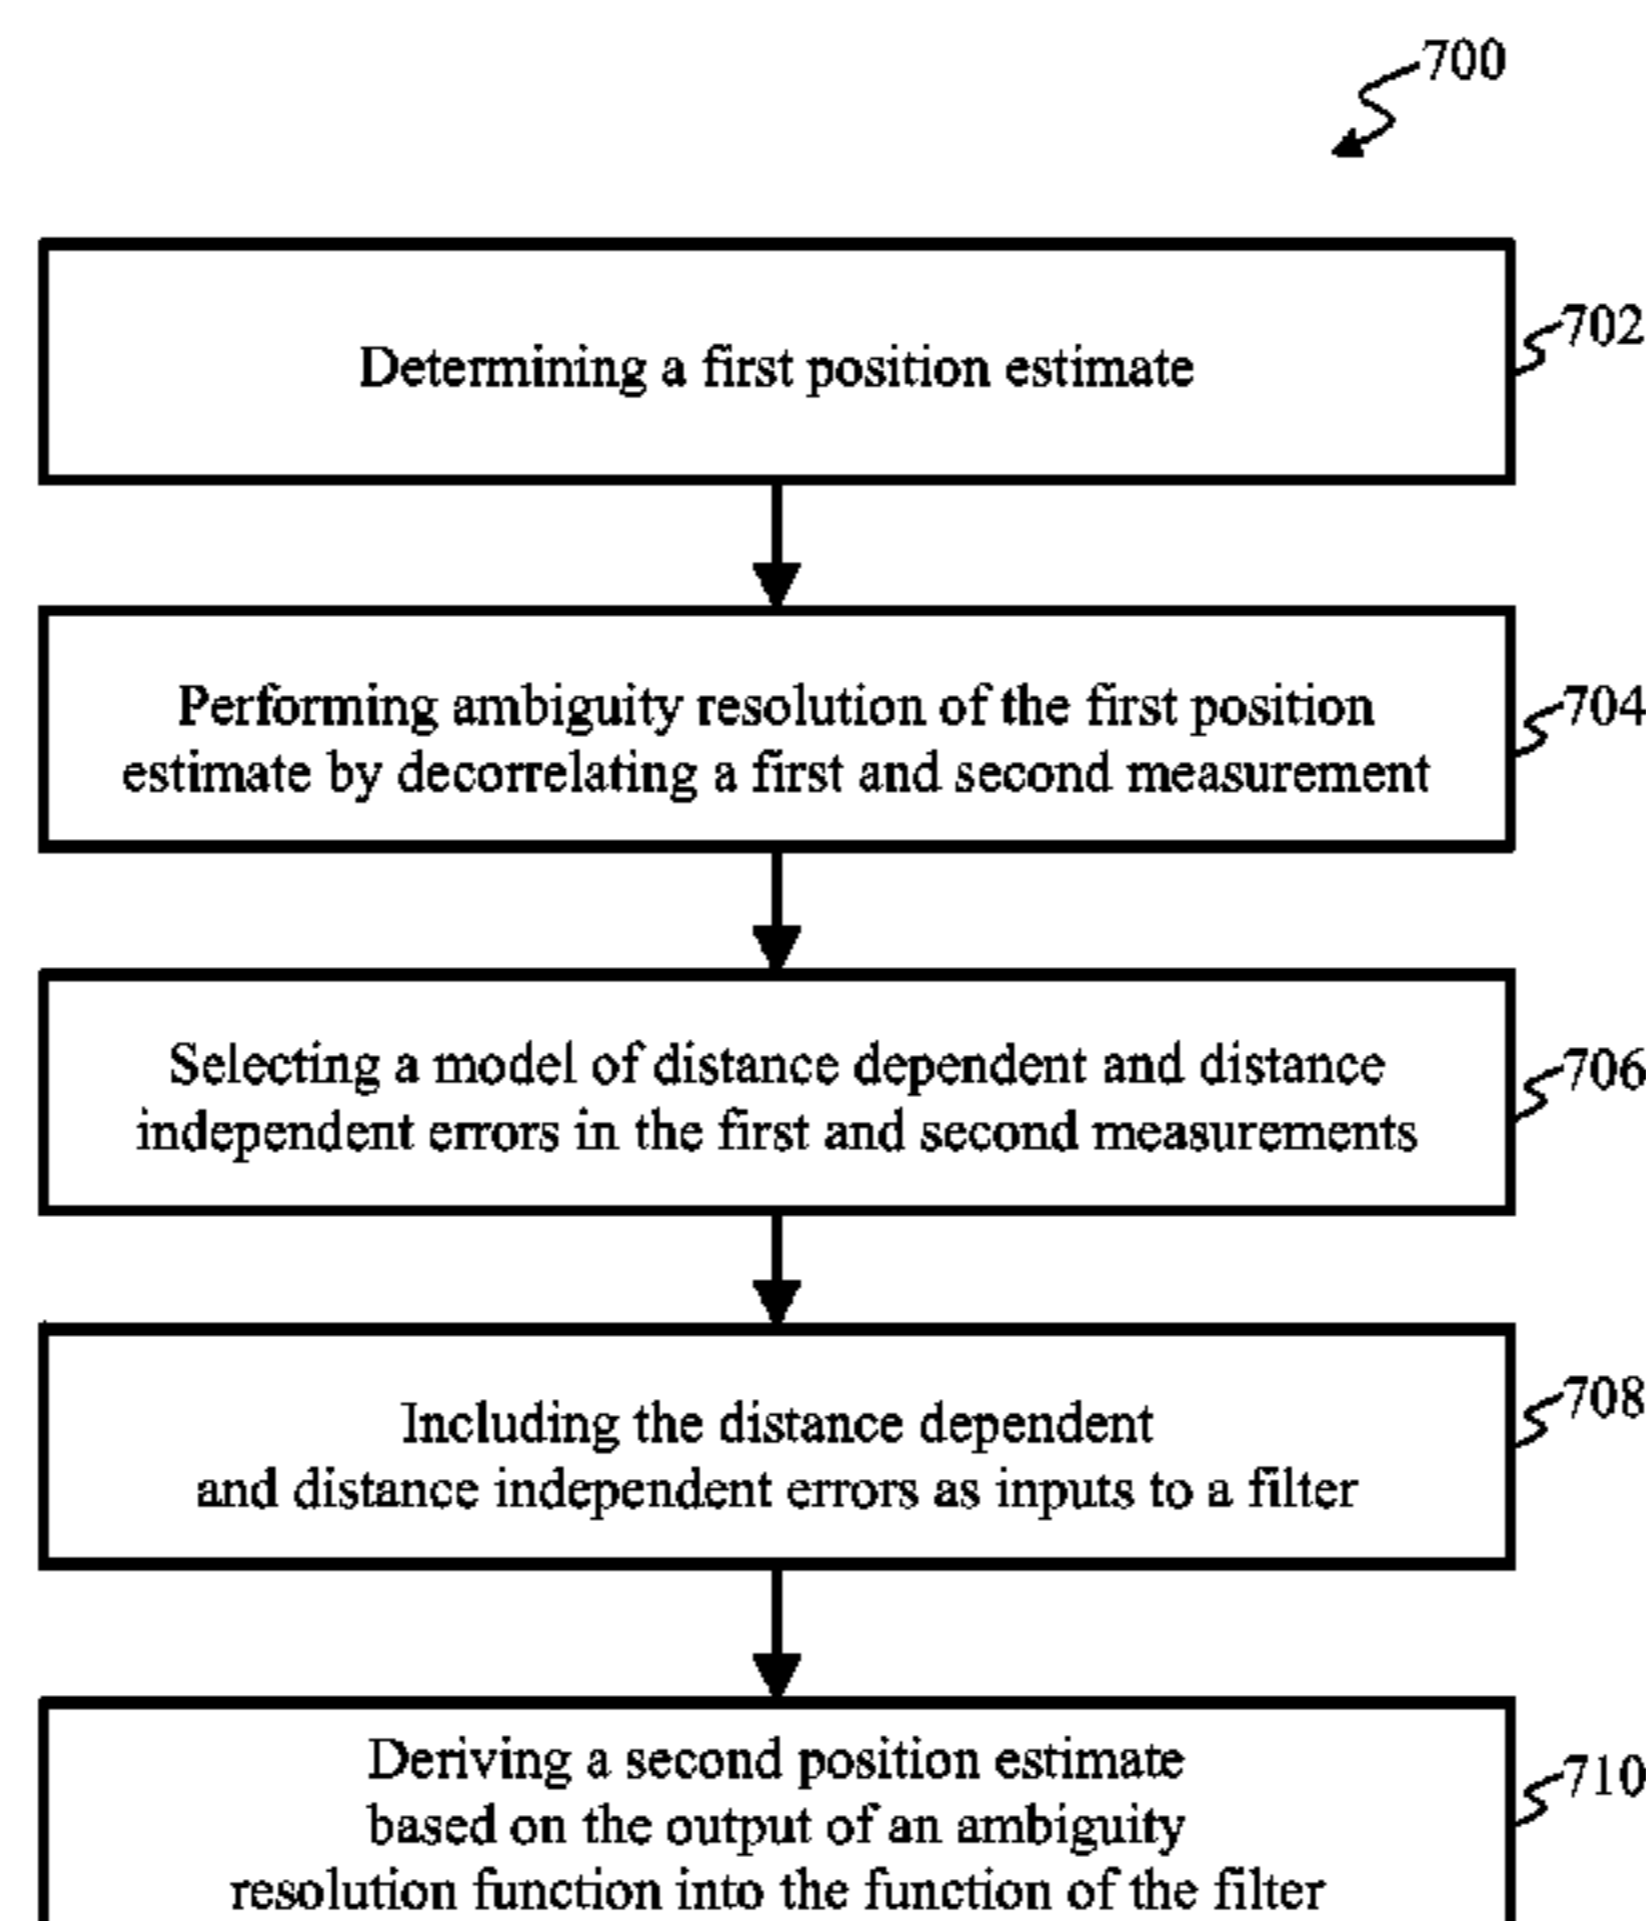 700
Determining a first position estimate
702
Performing ambiguity resolution of the first position
estimate by decorrelating a first and second measurement
704
Selecting a model of distance dependent and distance
independent errors in the first and second measurements
706
Including the distance dependent
and distance independent errors as inputs to a filter
708
Deriving a second position estimate
based on the output of an ambiguity
resolution function into the function of the filter
710